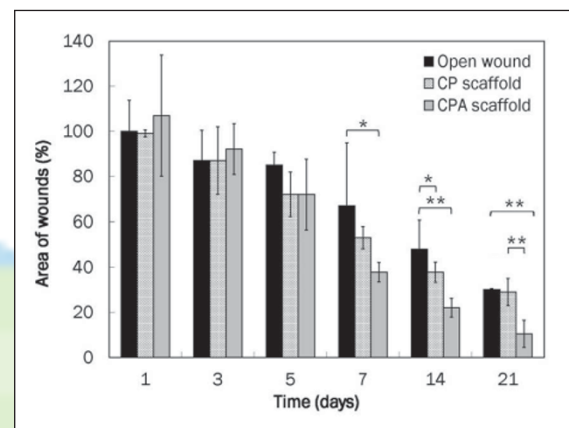 140
120
100
80
60
40
20
0
Area of wounds (%)
Open wound
CP scaffold
CPA scaffold
*
*
**
**
**
1 3 5 7 14 21
Time (days)